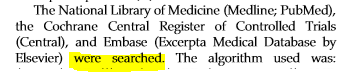 The National Library of Medicine (Medline; PubMed),
the Cochrane Central Register of Controlled Trials
(Central), and Embase (Excerpta Medical Database by
Elsevier) were searched. The algorithm used was: